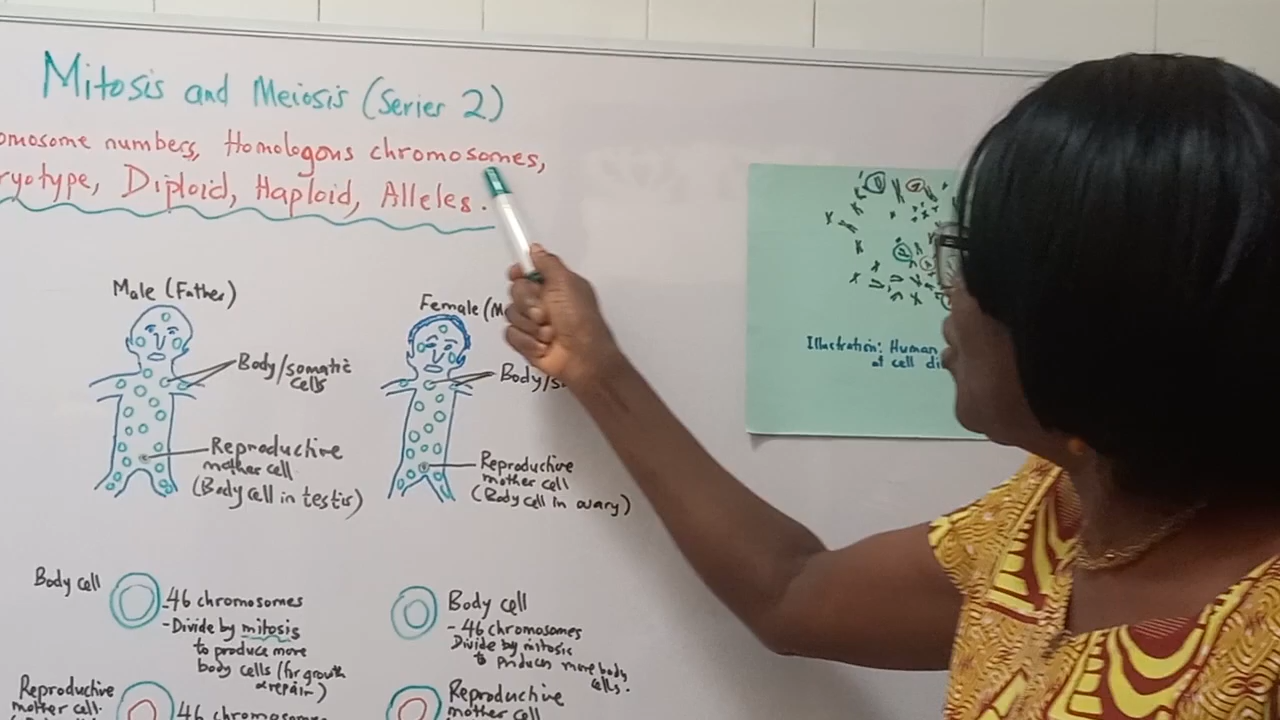 Mitosis and Meiosis (Series 2)
omosome numbers, Homologous chromosomes,
ryotype, Diploid, Haploid, Alleles.
Male (Father)
Body/somatic
cells
Reproductive
mother cell
(Body cell in testis)
Female (M
Body/s
Reproductive
mother cell
(Body cell in ovary)
Illustration: Human
of cell di
Body cell
46 chromosomes
- Divide by mitosis
to produce more
body cells (for growth
& repair)
Body cell
- 46 chromosomes
Divide by mitosis
to produces more body
cells.
Reproductive
mother cell
46 chromosomes
Reproductive
mother cell